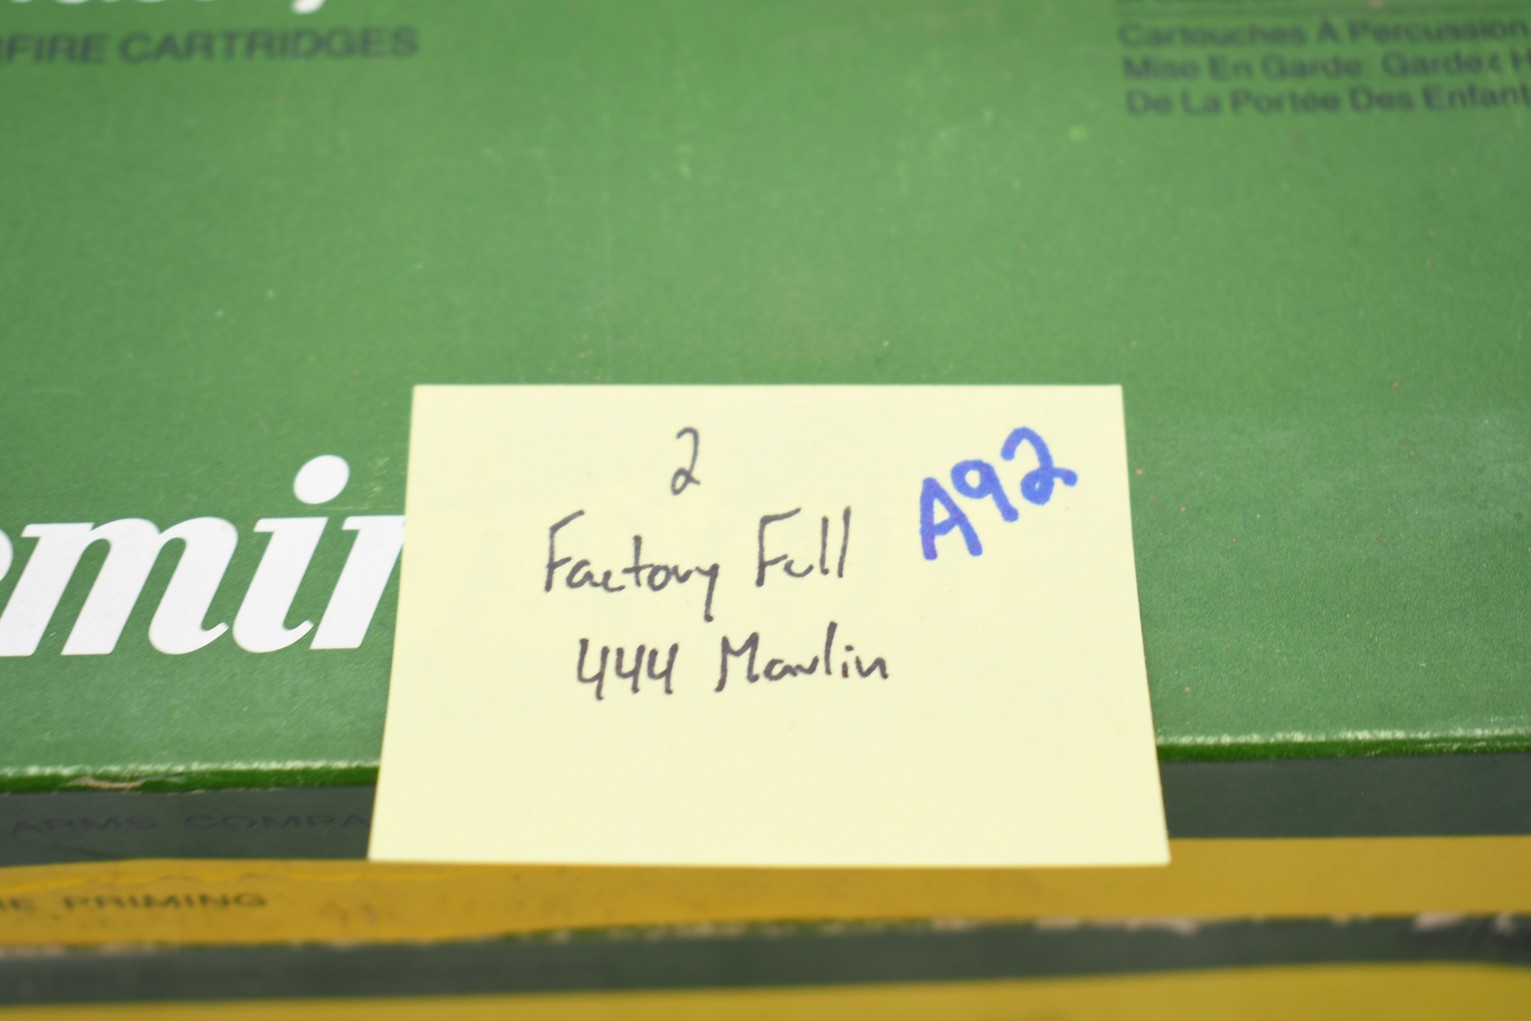 FIRE CARTRIDGES
Cartouches À Percussion
Mise En Garde: Gardez H
De La Portée Des Enfant
2
A92
Factory Full
444 Marlin
emin
ARMS COMPA
E PRIMING